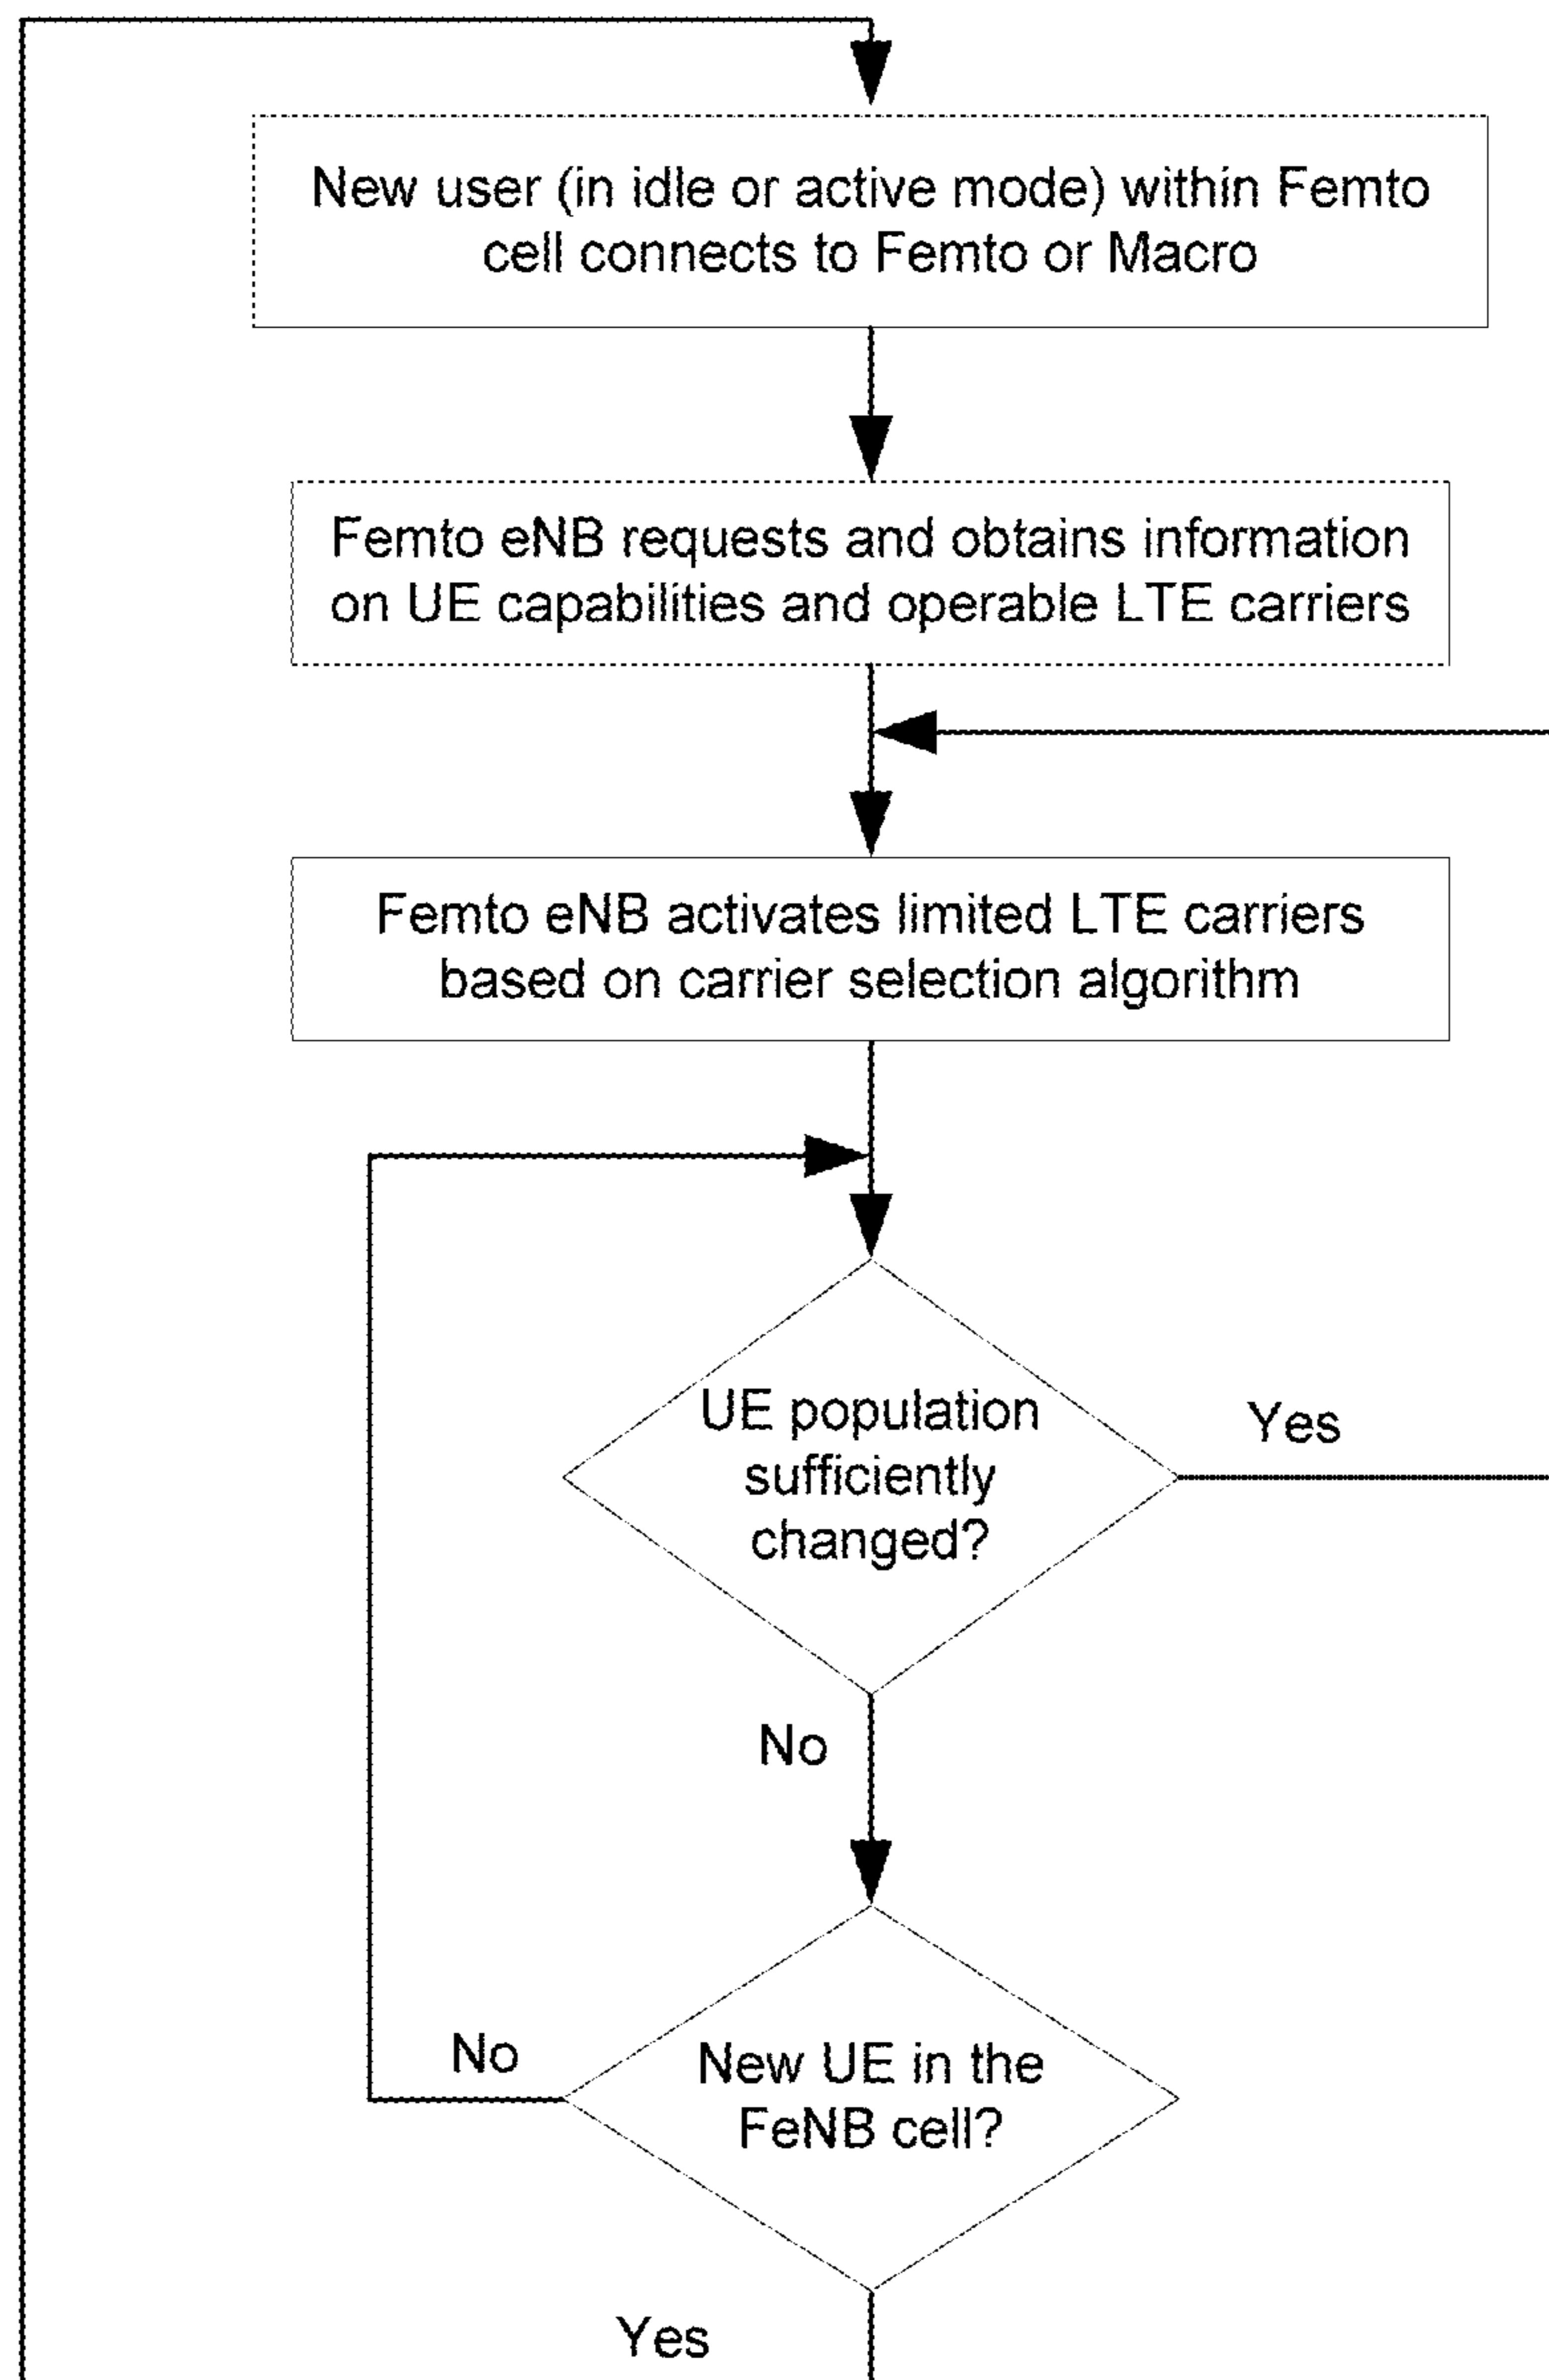 New user (in idle or active mode) within Femto
cell connects to Femto or Macro
Femto eNB requests and obtains information
on UE capabilities and operable LTE carriers
Femto eNB activates limited LTE carriers
based on carrier selection algorithm
UE population
sufficiently
changed?
Yes
No
New UE in the
FeNB cell?
No
Yes